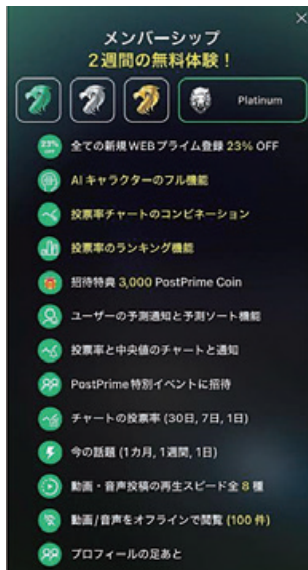 メンバーシップ
2週間の無料体験！
Platinum
23% OFF
全ての新規WEBプライム登録 23% OFF
AIキャラクターのフル機能
投票率チャートのコンビネーション
投票率のランキング機能
招待特典 3,000 PostPrime Coin
ユーザーの予測通知と予測ソート機能
投票率と中央値のチャートと通知
PostPrime特別イベントに招待
チャートの投票率 (30日, 7日, 1日)
今の話題 (1カ月, 1週間, 1日)
動画・音声投稿の再生スピード全 8 種
動画/音声をオフラインで閲覧 (100 件)
プロフィールの足あと